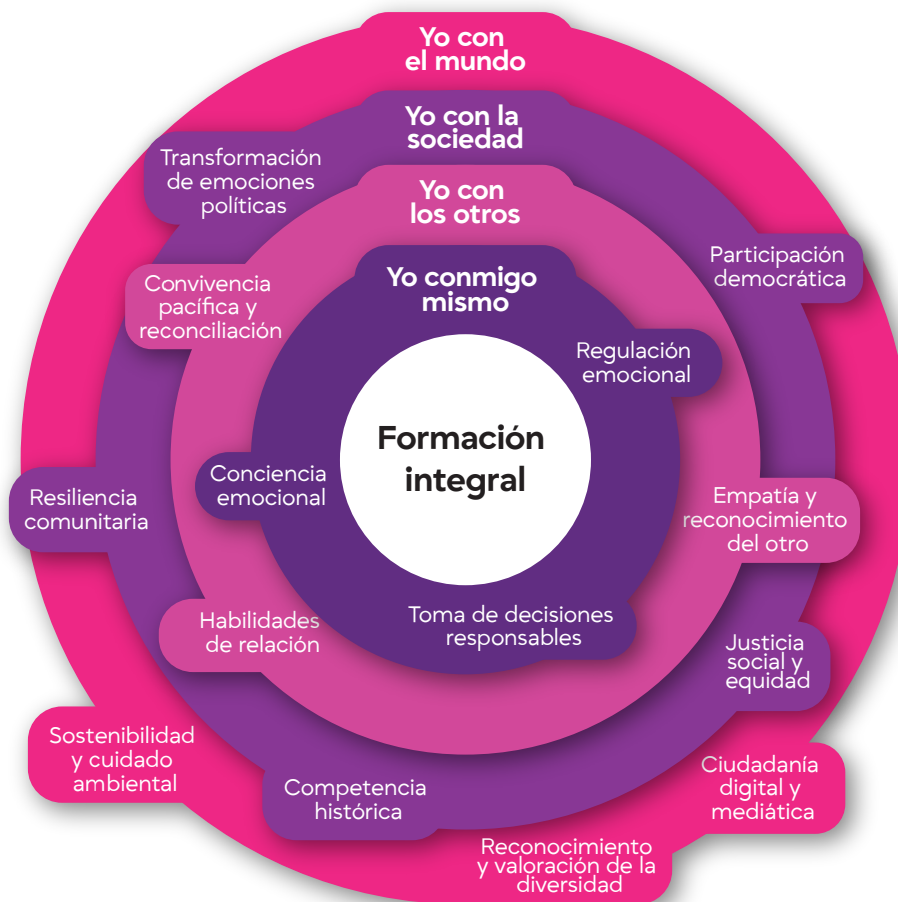 Yo con
el mundo
Yo con la
sociedad
Transformación
de emociones
políticas
Yo con
los otros
Participación
democrática
Yo conmigo
mismo
Convivencia
pacífica y
reconciliación
Regulación
emocional
Formación
integral
Conciencia
emocional
Resiliencia
comunitaria
Empatía y
reconocimiento
del otro
Habilidades
de relación
Toma de decisiones
responsables
Justicia
social y
equidad
Sostenibilidad
y cuidado
ambiental
Ciudadanía
digital y
mediática
Competencia
histórica
Reconocimiento
y valoración de la
diversidad